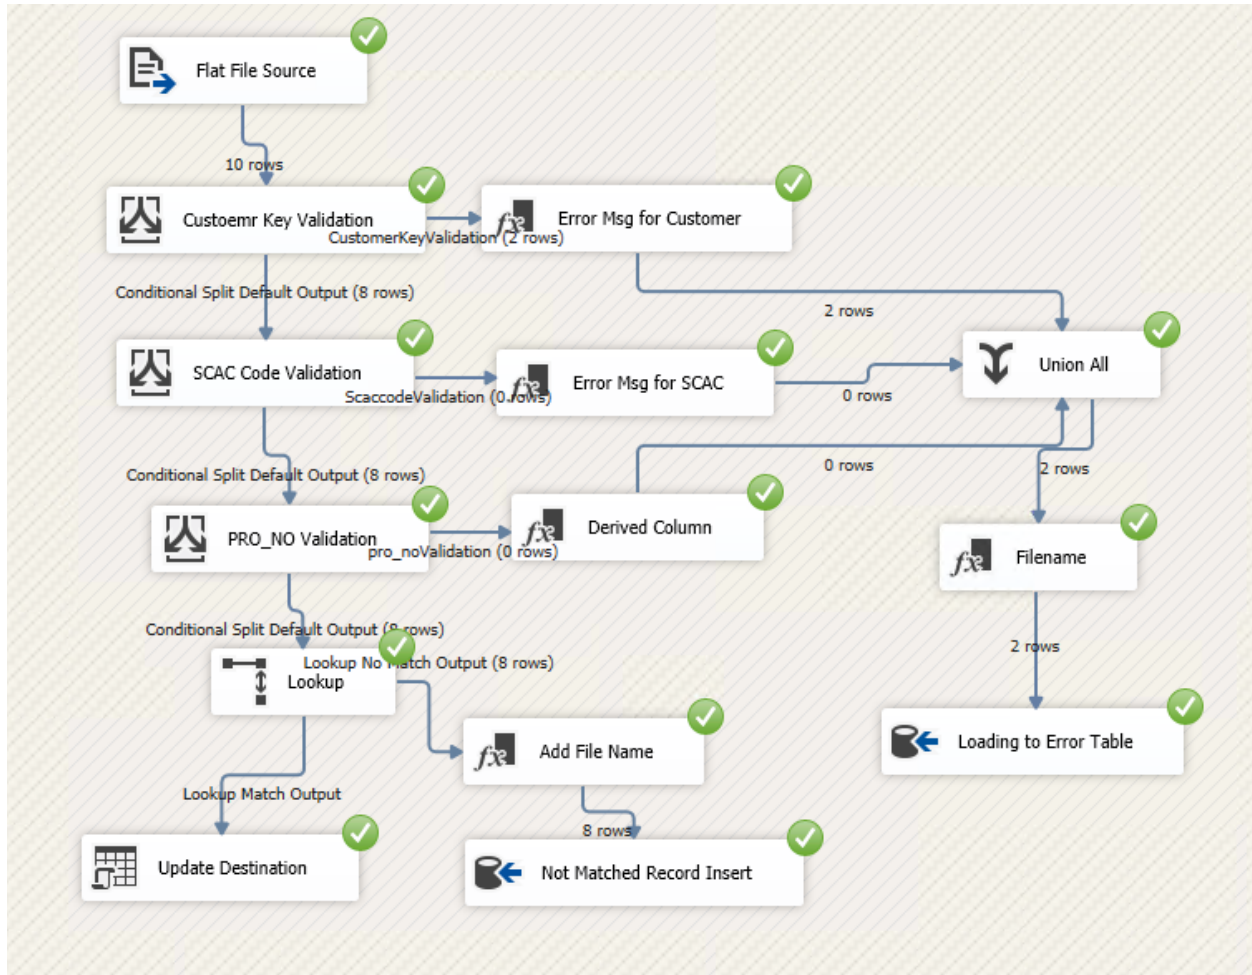 Flat File Source
10 rows
Custoemr Key Validation
Error Msg for Customer
CustomerKeyValidation (2 rows)
Conditional Split Default Output (8 rows)
2 rows
SCAC Code Validation
Error Msg for SCAC
Union All
ScaccodeValidation (0 rows)
0 rows
Conditional Split Default Output (8 rows)
0 rows
2 rows
PRO_NO Validation
Derived Column
pro_noValidation (0 rows)
Filename
Conditional Split Default Output (8 rows)
2 rows
Lookup No Match Output (8 rows)
Lookup
Add File Name
Loading to Error Table
Lookup Match Output
8 rows
Update Destination
Not Matched Record Insert